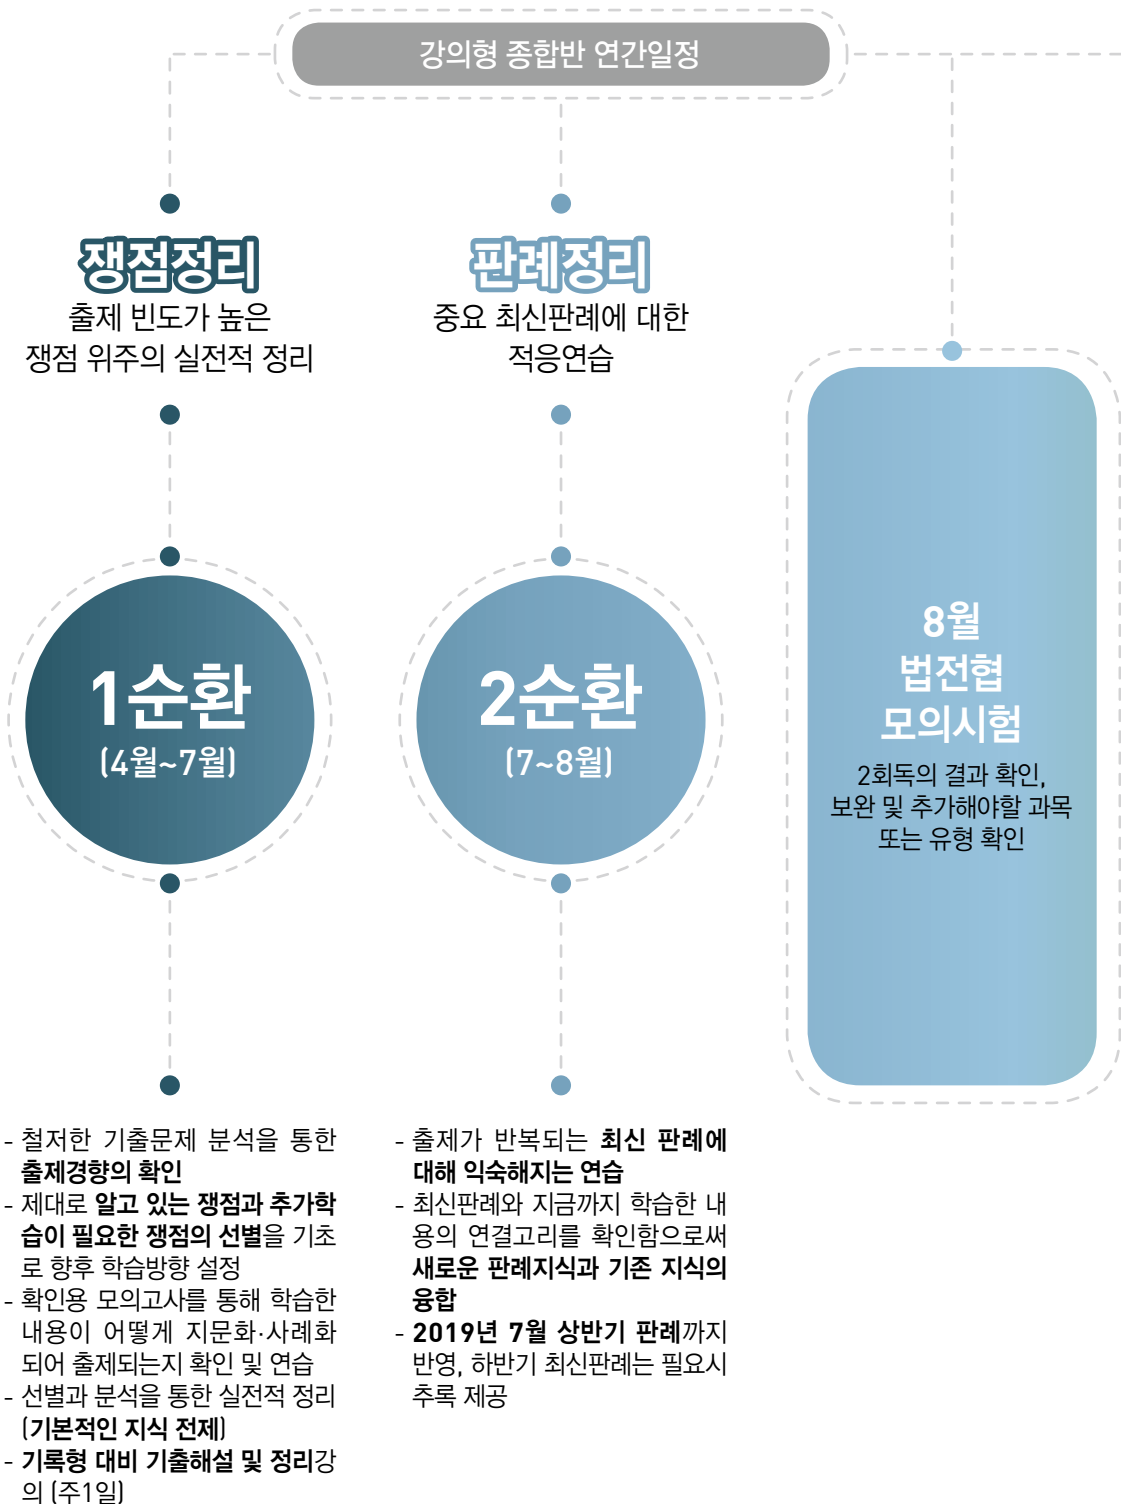 강의형 종합반 연간일정
쟁점정리
출제 빈도가 높은
쟁점 위주의 실전적 정리
1순환
(4월~7월)
- 철저한 기출문제 분석을 통한
출제경향의 확인
- 제대로 알고 있는 쟁점과 추가학
습이 필요한 쟁점의 선별을 기초
로 향후 학습방향 설정
- 확인용 모의고사를 통해 학습한
내용이 어떻게 지문화·사례화
되어 출제되는지 확인 및 연습
- 선별과 분석을 통한 실전적 정리
(기본적인 지식 전제)
- 기록형 대비 기출해설 및 정리강
의 (주1일)
판례정리
중요 최신판례에 대한
적응연습
2순환
(7~8월)
- 출제가 반복되는 최신 판례에
대해 익숙해지는 연습
- 최신판례와 지금까지 학습한 내
용의 연결고리를 확인함으로써
새로운 판례지식과 기존 지식의
융합
- 2019년 7월 상반기 판례까지
반영, 하반기 최신판례는 필요시
추록 제공
8월
법전협
모의시험
2회독의 결과 확인,
보완 및 추가해야할 과목
또는 유형 확인